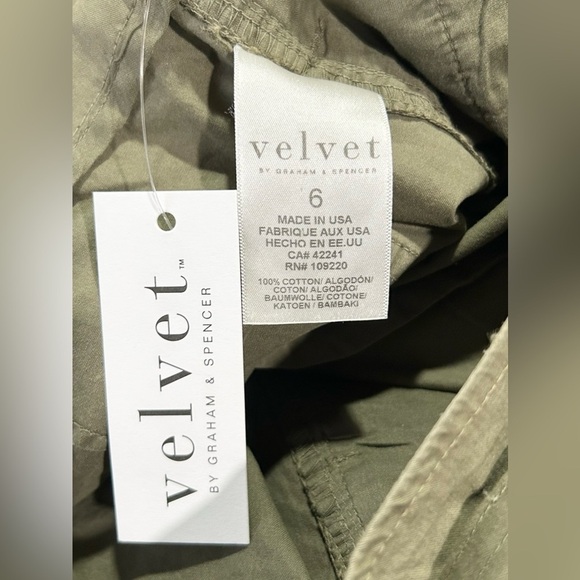 velvet
BY GRAHAM & SPENCER
6
MADE IN USA
FABRIQUE AUX USA
HECHO EN EE.UU
CA# 42241
RN# 109220
100% COTTON/ ALGODÓN/
COTON/ ALGODÃO/
BAUMWOLLE/ COTONE/
KATOEN / BAMBAKI
velvet™
BY GRAHAM & SPENCER